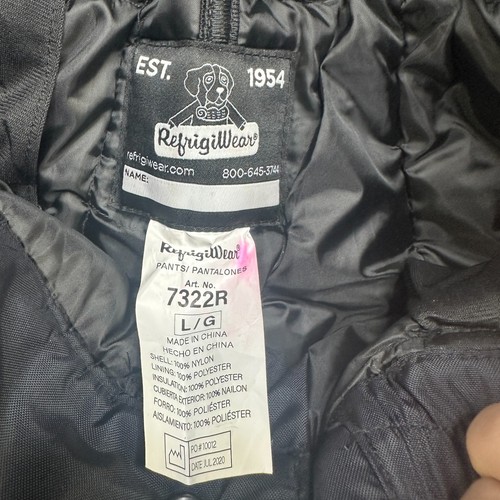 EST. 1954
RefrigiWear®
refrigiwear.com 800-645-3744
NAME:
RefrigiWear®
PANTS/ PANTALONES
Art. No.
7322R
L/G
MADE IN CHINA
HECHO EN CHINA
SHELL: 100% NYLON
LINING: 100% POLYESTER
INSULATION: 100% POLYESTER
CUBIERTA EXTERIOR: 100% NAILON
FORRO: 100% POLIÉSTER
AISLAMIENTO: 100% POLIÉSTER
PO# 10012
DATE JUL 2020